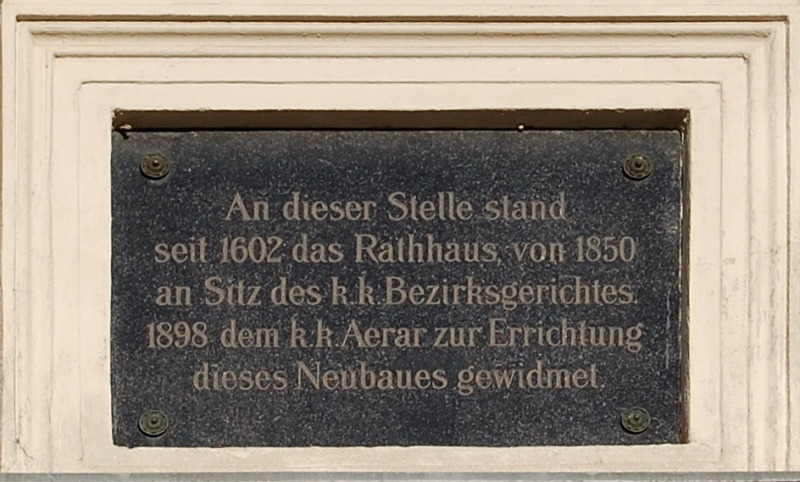 An dieser Stelle stand
seit 1602 das Rathhaus, von 1850
an Sitz des k.k. Bezirksgerichtes.
1898 dem k.k. Aerar zur Errichtung
dieses Neubaues gewidmet.